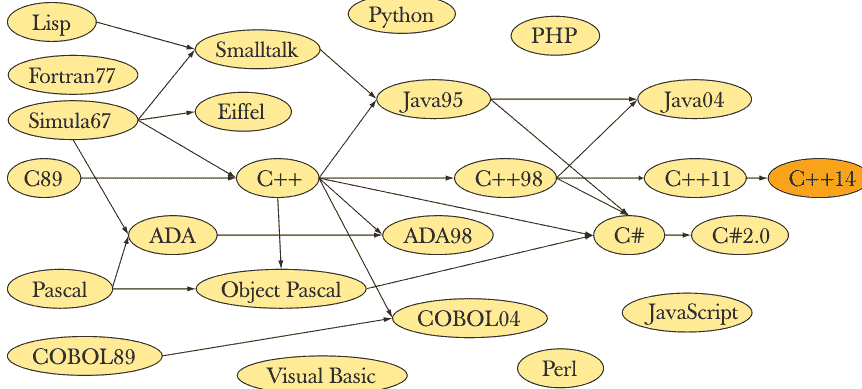 Python
Lisp
PHP
Smalltalk
Fortran77
Java95
Java04
Eiffel
Simula67
C89
C++
C++98
C++11
C++14
ADA
ADA98
C#
C#2.0
Pascal
Object Pascal
JavaScript
COBOL04
COBOL89
Perl
Visual Basic